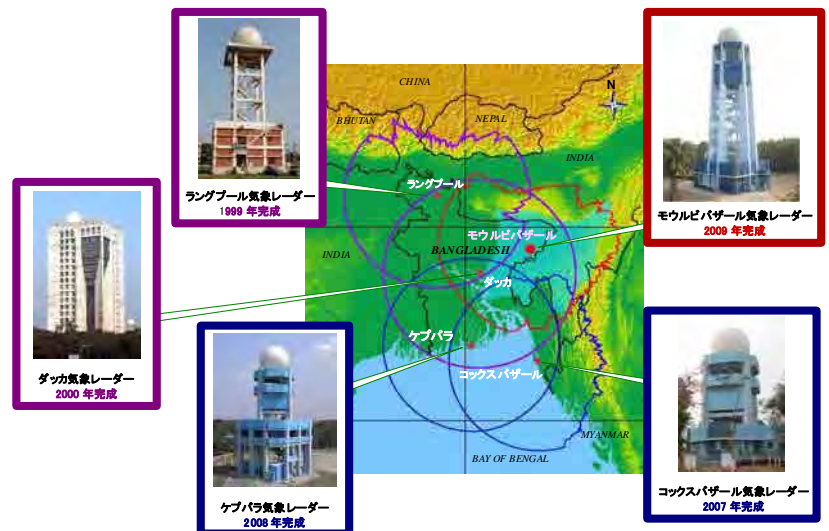 ラングプール気象レーダー
1999 年完成
モウルビバザール気象レーダー
2009 年完成
ダッカ気象レーダー
2000 年完成
ケプパラ気象レーダー
2008 年完成
コックスバザール気象レーダー
2007 年完成
CHINA
N
BHUTAN
NEPAL
INDIA
ラングプール
モウルビバザール
BANGLADESH
INDIA
ダッカ
ケプパラ
コックスバザール
MYANMAR
BAY OF BENGAL